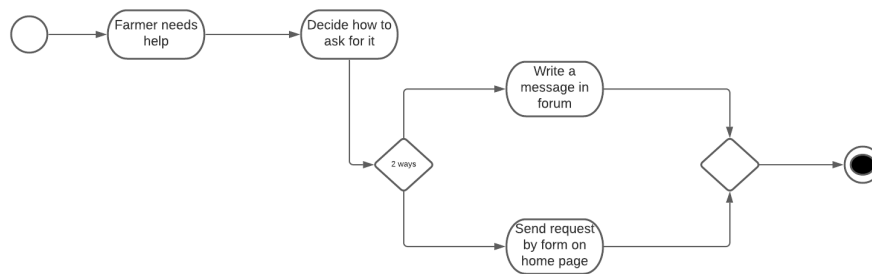 Farmer needs
help
Decide how to
ask for it
Write a
message in
forum
2 ways
Send request
by form on
home page